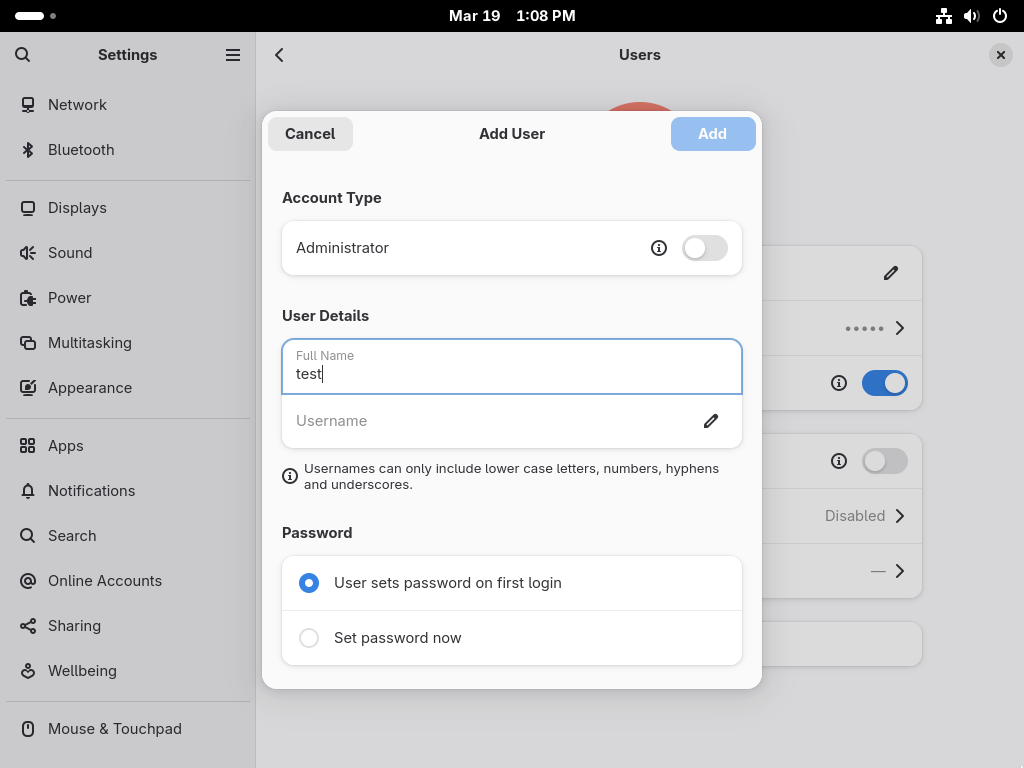 Mar 19 1:08 PM
Settings
Users
Network
Bluetooth
Displays
Sound
Power
Multitasking
Appearance
Apps
Notifications
Search
Online Accounts
Sharing
Wellbeing
Mouse & Touchpad
Cancel
Add User
Add
Account Type
Administrator
User Details
Full Name
test
Username
Usernames can only include lower case letters, numbers, hyphens
and underscores.
Password
User sets password on first login
Set password now
•••••
Disabled
—